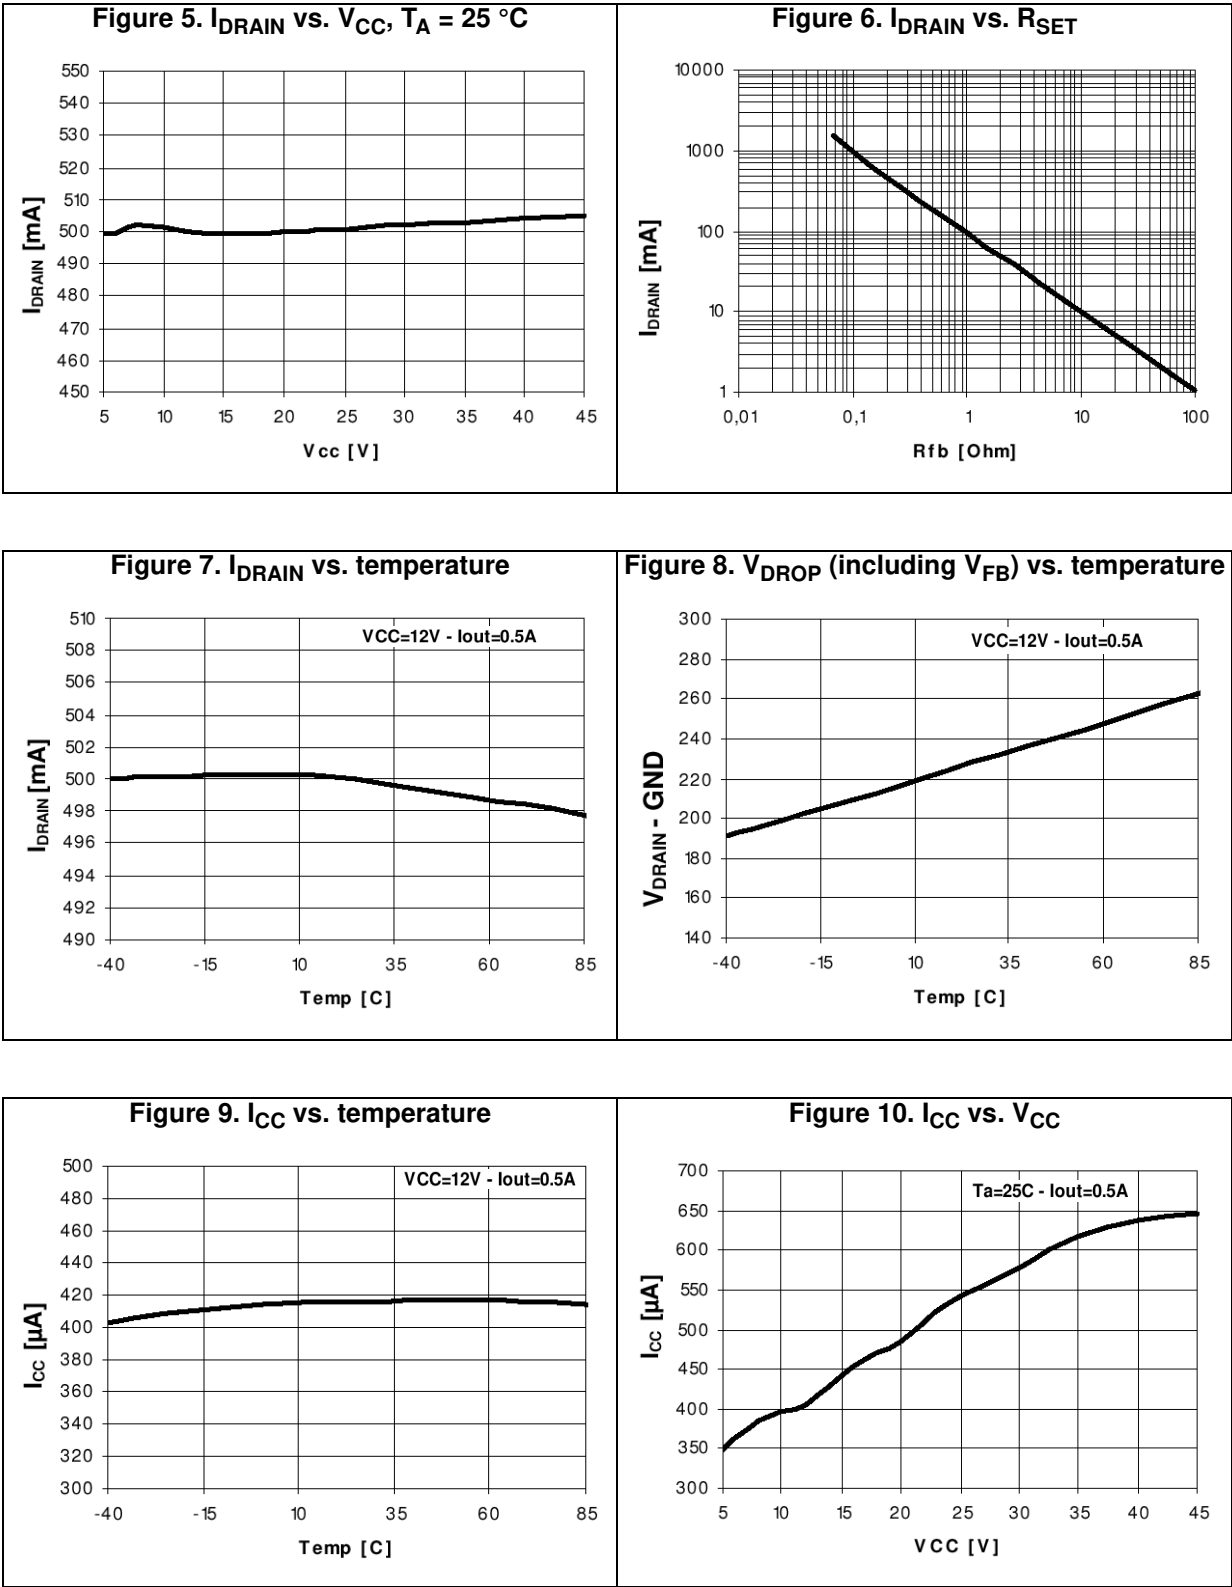 Figure 5. IDRAIN vs. VCC, TA = 25 °C
550
540
530
520
510
500
490
480
470
460
450
IDRAIN [mA]
5 10 15 20 25 30 35 40 45
Vcc [V]
Figure 6. IDRAIN vs. RSET
10000
1000
100
10
1
IDRAIN [mA]
0,01 0,1 1 10 100
Rfb [Ohm]
Figure 7. IDRAIN vs. temperature
VCC=12V - Iout=0.5A
510
508
506
504
502
500
498
496
494
492
490
IDRAIN [mA]
-40 -15 10 35 60 85
Temp [C]
Figure 8. VDROP (including VFB) vs. temperature
VCC=12V - Iout=0.5A
300
280
260
240
220
200
180
160
140
VDRAIN - GND
-40 -15 10 35 60 85
Temp [C]
Figure 9. ICC vs. temperature
VCC=12V - Iout=0.5A
500
480
460
440
420
400
380
360
340
320
300
ICC [µA]
-40 -15 10 35 60 85
Temp [C]
Figure 10. ICC vs. VCC
Ta=25C - Iout=0.5A
700
650
600
550
500
450
400
350
300
ICC [µA]
5 10 15 20 25 30 35 40 45
VCC [V]